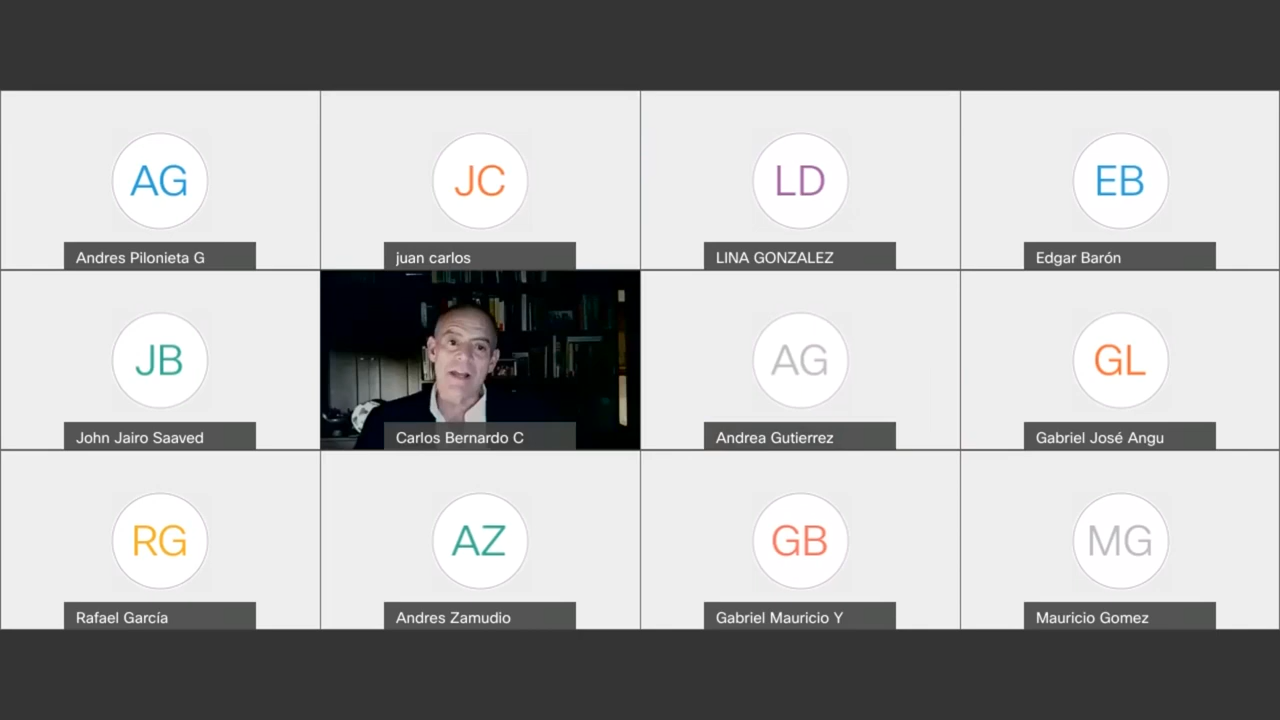 AG
JC
LD
EB
Andres Pilonieta G
juan carlos
LINA GONZALEZ
Edgar Barón
JB
AG
GL
John Jairo Saaved
Carlos Bernardo C
Andrea Gutierrez
Gabriel José Angu
RG
AZ
GB
MG
Rafael García
Andres Zamudio
Gabriel Mauricio Y
Mauricio Gomez